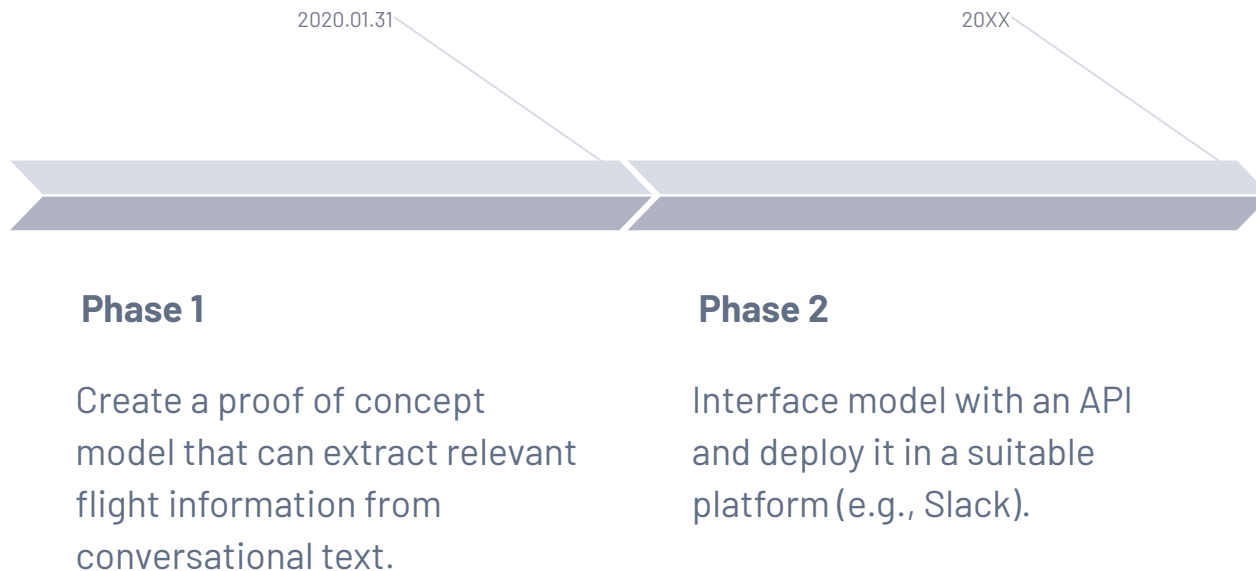 2020.01.31
20XX
Phase 1
Create a proof of concept
model that can extract relevant
flight information from
conversational text.
Phase 2
Interface model with an API
and deploy it in a suitable
platform (e.g., Slack).